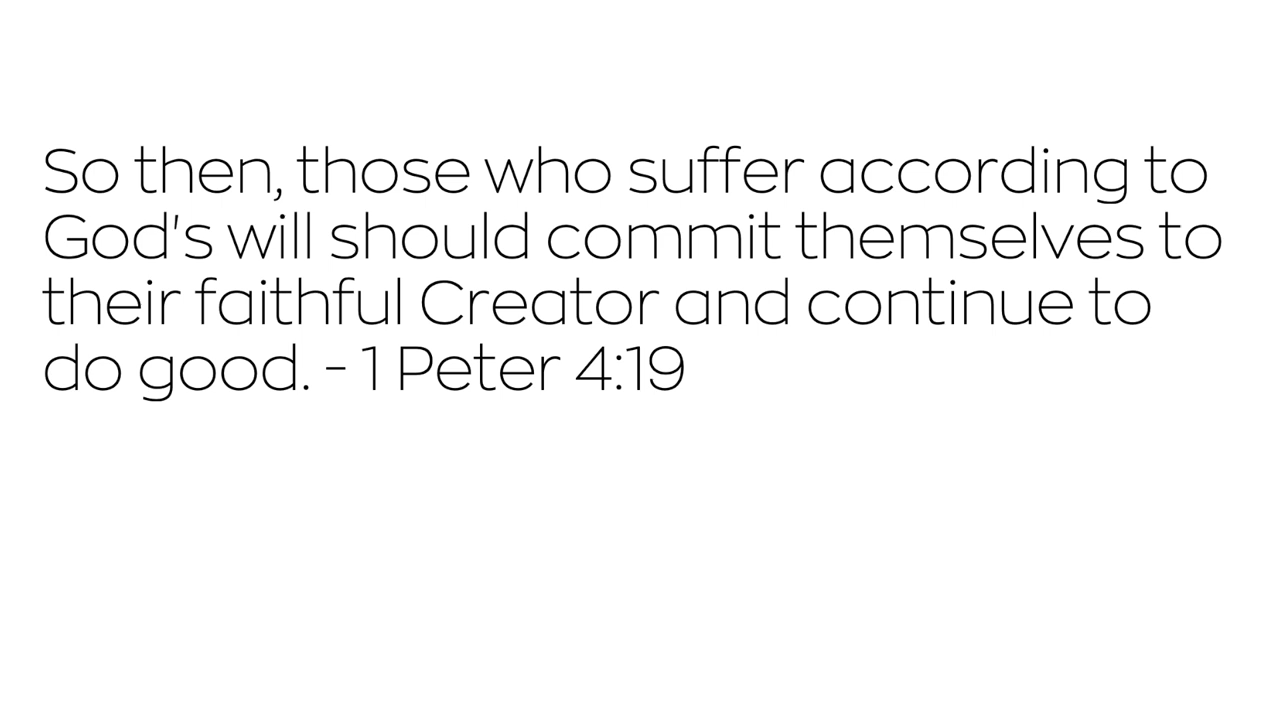 So then, those who suffer according to
God's will should commit themselves to
their faithful Creator and continue to
do good. - 1 Peter 4:19